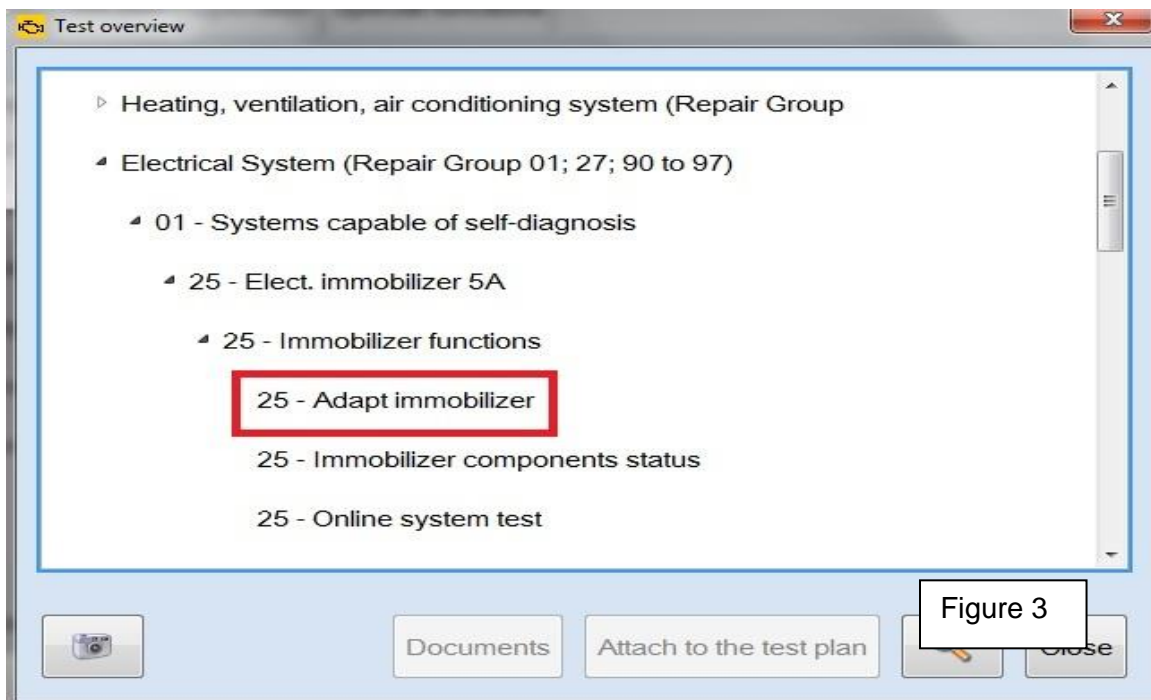 Test overview
Heating, ventilation, air conditioning system (Repair Group
Electrical System (Repair Group 01; 27; 90 to 97)
01 - Systems capable of self-diagnosis
25 - Elect. immobilizer 5A
25 - Immobilizer functions
25 - Adapt immobilizer
25 - Immobilizer components status
25 - Online system test
Figure 3
Documents
Attach to the test plan
Close